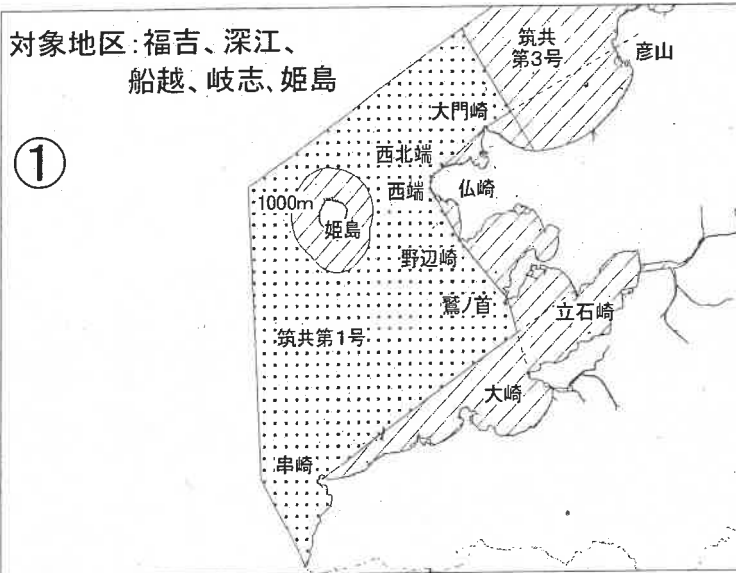 対象地区:福吉、深江、
船越、岐志、姫島
①
筑共
第3号
彦山
大門崎
西北端
西端
仏崎
1000m
姫島
野辺崎
鷲ノ首
立石崎
筑共第1号
大崎
串崎